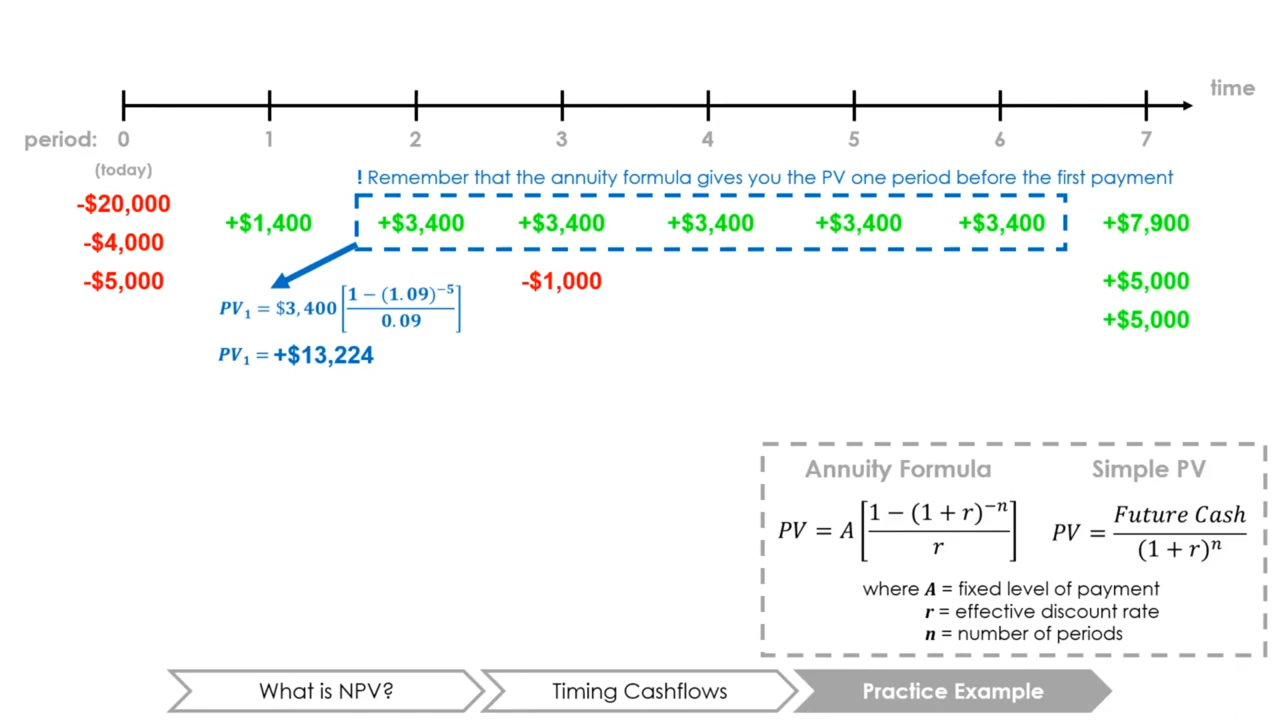 time
period: 0 1 2 3 4 5 6 7
(today)
! Remember that the annuity formula gives you the PV one period before the first payment
-$20,000
+$1,400 +$3,400 +$3,400 +$3,400 +$3,400 +$3,400 +$7,900
-$4,000
-$5,000 -$1,000 +$5,000
PV₁ = $3,400 [1 − (1.09)⁻⁵ / 0.09]
+$5,000
PV₁ = +$13,224
Annuity Formula Simple PV
PV = A [1 − (1 + r)⁻ⁿ / r] PV = Future Cash / (1 + r)ⁿ
where A = fixed level of payment
r = effective discount rate
n = number of periods
What is NPV? Timing Cashflows Practice Example